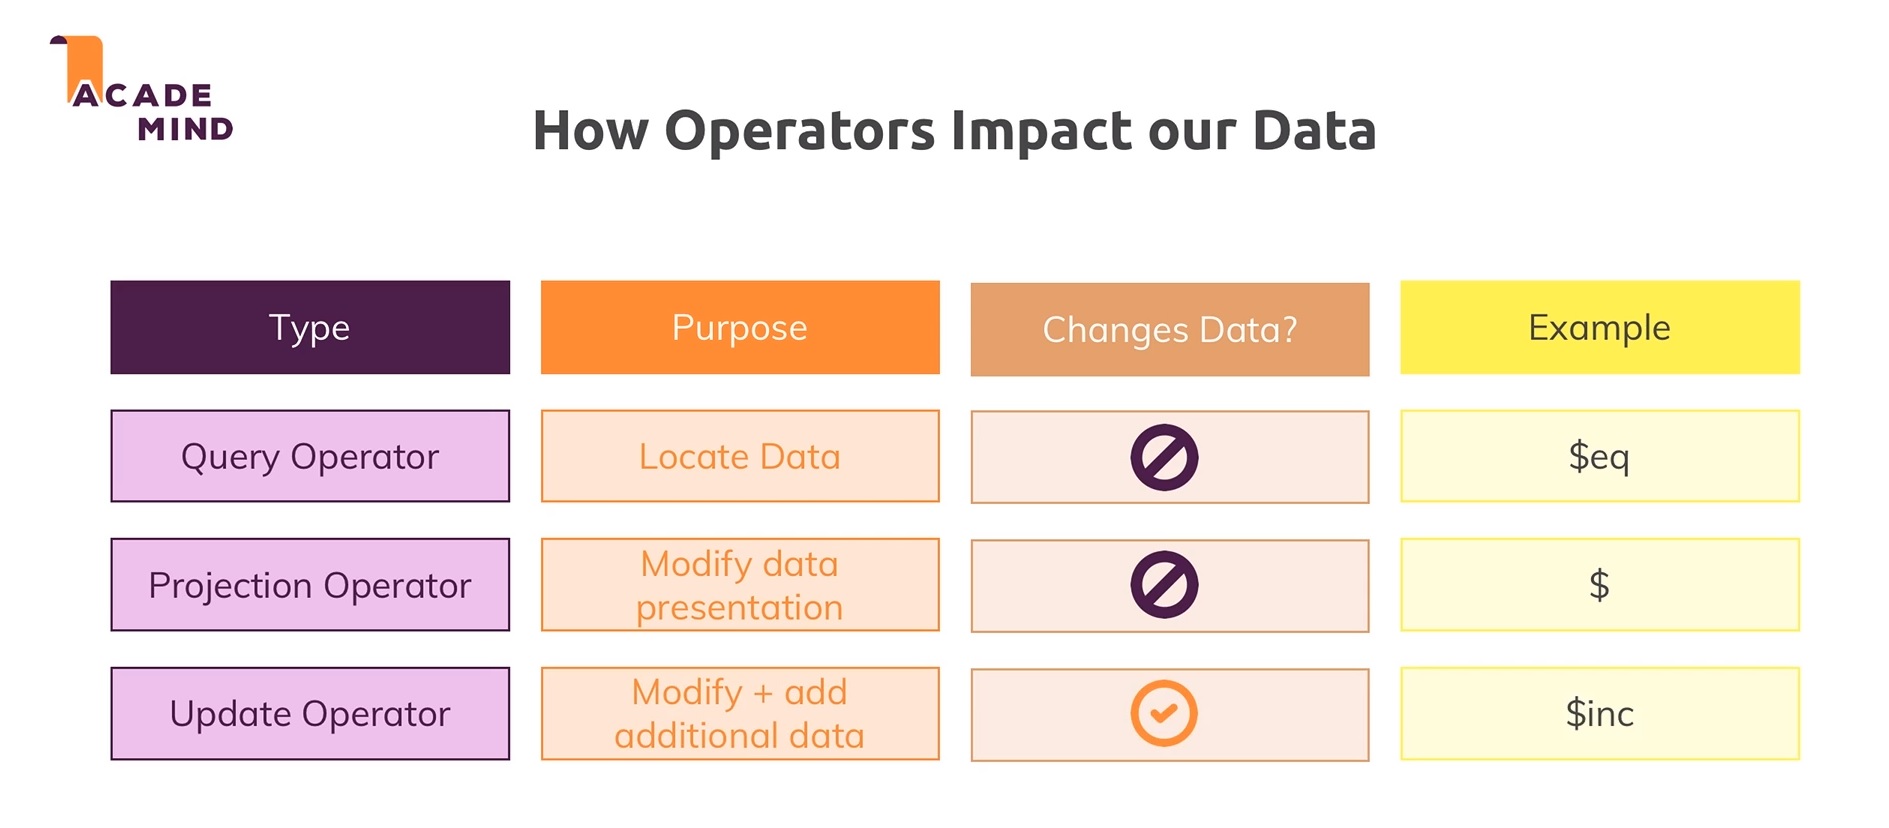 ACADE
MIND
How Operators Impact our Data
Type
Purpose
Changes Data?
Example
Query Operator
Locate Data
$eq
Projection Operator
Modify data
presentation
$
Update Operator
Modify + add
additional data
$inc